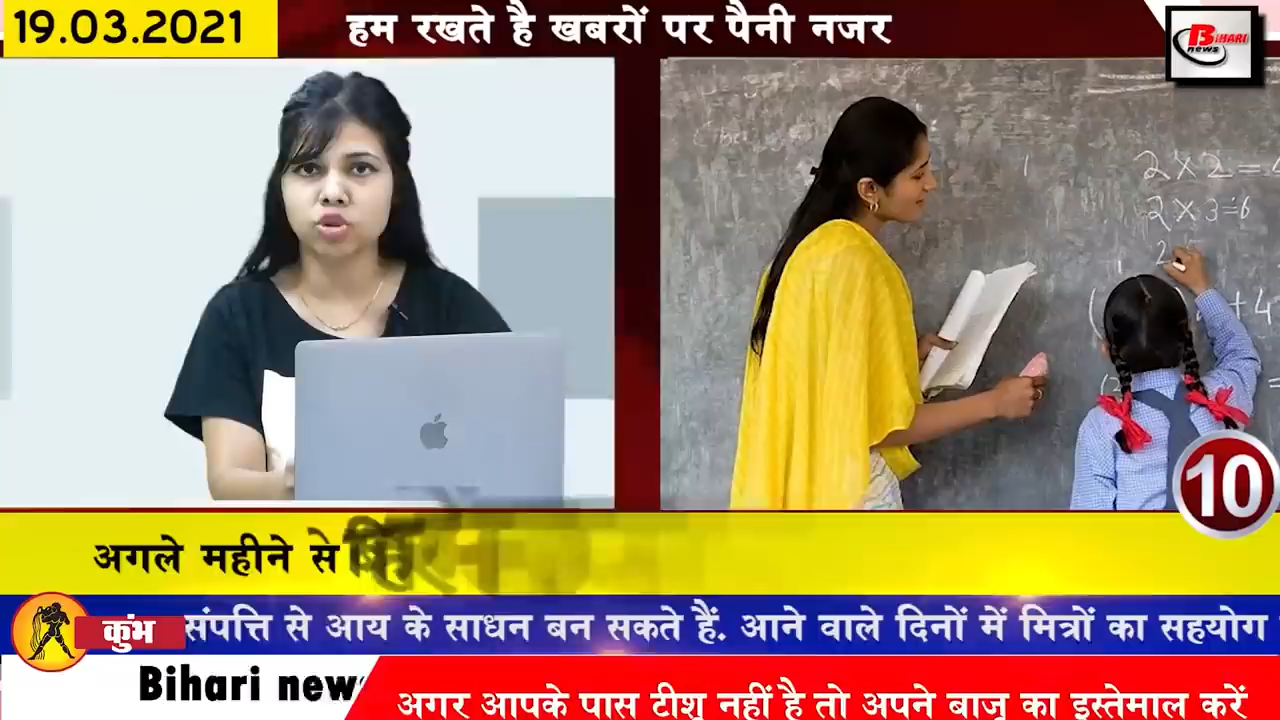 19.03.2021
हम रखते है खबरों पर पैनी नजर
BIHARI
news
2 X 2 =
2 X 3 = 6
2
+ 4
10
अगले महीने से
कुंभ
संपत्ति से आय के साधन बन सकते हैं. आने वाले दिनों में मित्रों का सहयोग
Bihari news
अगर आपके पास टीशू नहीं है तो अपने बाजू का इस्तेमाल करें